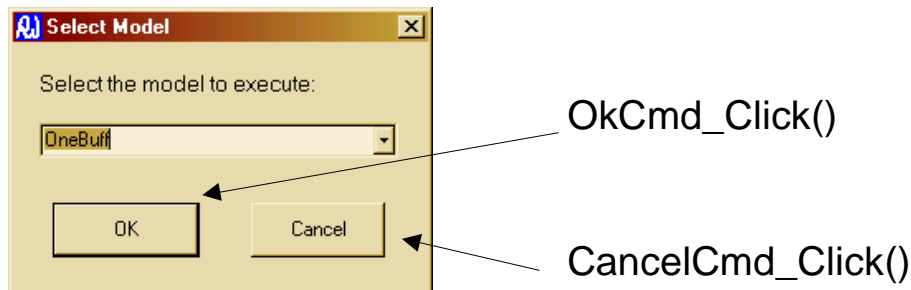 Select Model
Select the model to execute:
OneBuff
OkCmd_Click()
OK
Cancel
CancelCmd_Click()